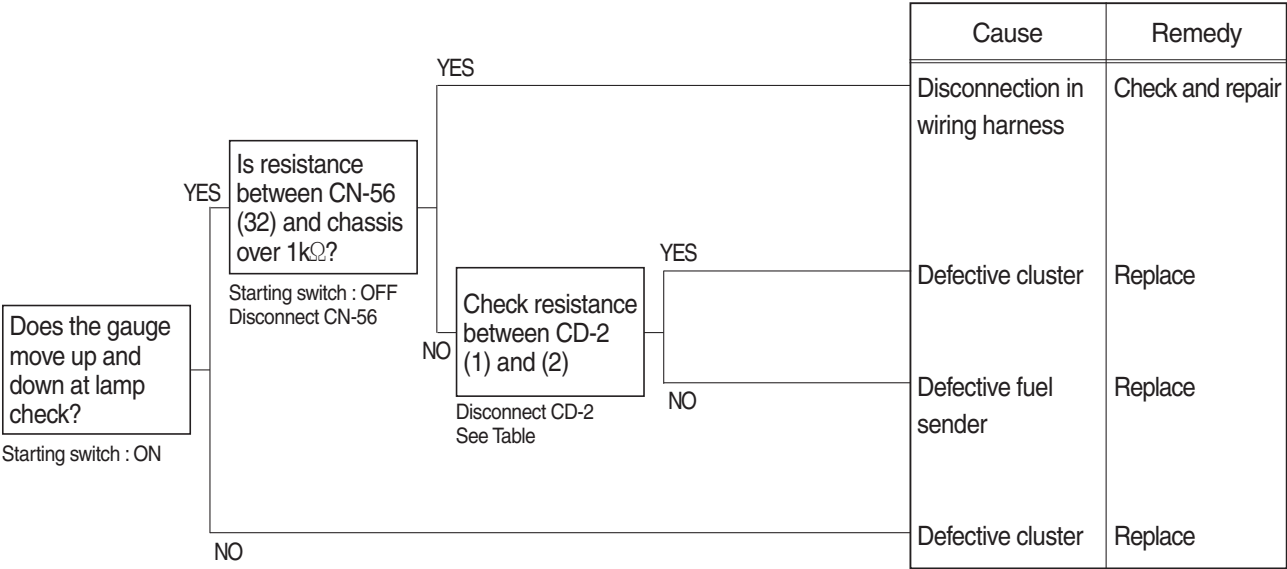 Cause
Remedy
YES
Disconnection in
wiring harness
Check and repair
YES
Is resistance
between CN-56
(32) and chassis
over 1kΩ?
Starting switch : OFF
Disconnect CN-56
YES
Defective cluster
Replace
NO
Check resistance
between CD-2
(1) and (2)
Disconnect CD-2
See Table
Does the gauge
move up and
down at lamp
check?
Starting switch : ON
NO
Defective fuel
sender
Replace
NO
Defective cluster
Replace